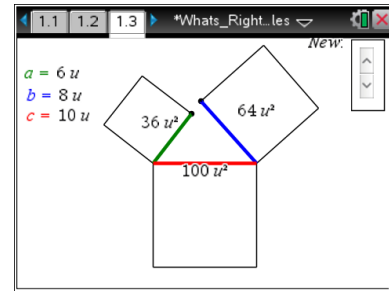 1.1 1.2 1.3 *Whats_Right…les
New:
a = 6 u
b = 8 u
c = 10 u
36 u²
64 u²
100 u²